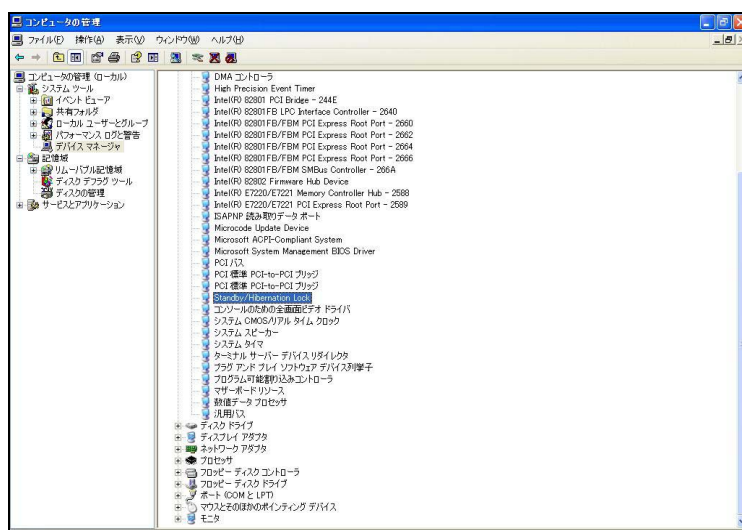 コンピュータの管理
ファイル(F) 操作(A) 表示(V) ウィンドウ(W) ヘルプ(H)
コンピュータの管理 (ローカル)
システム ツール
イベント ビューア
共有フォルダ
ローカル ユーザーとグループ
パフォーマンス ログと警告
デバイス マネージャ
記憶域
リムーバブル記憶域
ディスク デフラグ ツール
ディスクの管理
サービスとアプリケーション
DMA コントローラ
High Precision Event Timer
Intel(R) 82801 PCI Bridge - 244E
Intel(R) 82801FB LPC Interface Controller - 2640
Intel(R) 82801FB/FBM PCI Express Root Port - 2660
Intel(R) 82801FB/FBM PCI Express Root Port - 2662
Intel(R) 82801FB/FBM PCI Express Root Port - 2664
Intel(R) 82801FB/FBM PCI Express Root Port - 2666
Intel(R) 82801FB/FBM SMBus Controller - 266A
Intel(R) 82802 Firmware Hub Device
Intel(R) E7220/E7221 Memory Controller Hub - 2588
Intel(R) E7220/E7221 PCI Express Root Port - 2589
ISAPNP 読み取りデータ ポート
Microcode Update Device
Microsoft ACPI-Compliant System
Microsoft System Management BIOS Driver
PCI バス
PCI 標準 PCI-to-PCI ブリッジ
PCI 標準 PCI-to-PCI ブリッジ
Standby/Hibernation Lock
コンソールのための全画面ビデオ ドライバ
システム CMOS/リアル タイム クロック
システム スピーカー
システム タイマ
ターミナル サーバー デバイス リダイレクタ
プラグ アンド プレイ ソフトウェア デバイス列挙子
プログラム可能割り込みコントローラ
マザーボード リソース
数値データ プロセッサ
汎用バス
ディスク ドライブ
ディスプレイ アダプタ
ネットワーク アダプタ
プロセッサ
フロッピー ディスク コントローラ
フロッピー ディスク ドライブ
ポート (COM と LPT)
マウスとそのほかのポインティング デバイス
モニタ